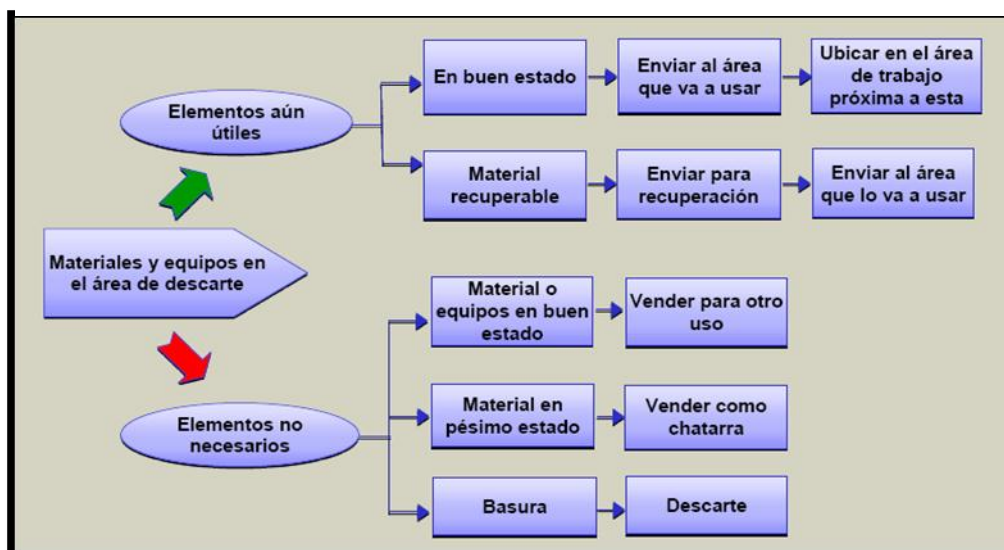 Elementos aún
útiles
En buen estado
Enviar al área
que va a usar
Ubicar en el área
de trabajo
próxima a esta
Material
recuperable
Enviar para
recuperación
Enviar al área
que lo va a usar
Materiales y equipos en
el área de descarte
Elementos no
necesarios
Material o
equipos en buen
estado
Vender para otro
uso
Material en
pésimo estado
Vender como
chatarra
Basura
Descarte